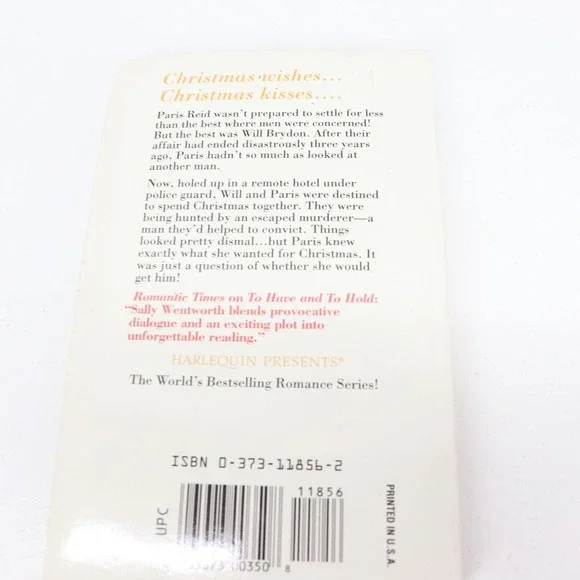 Christmas wishes...
Christmas kisses....
Paris Reid wasn't prepared to settle for less
than the best where men were concerned!
But the best was Will Brydon. After their
affair had ended disastrously three years
ago, Paris hadn't so much as looked at
another man.
Now, holed up in a remote hotel under
police guard, Will and Paris were destined
to spend Christmas together. They were
being hunted by an escaped murderer—a
man they'd helped to convict. Things
looked pretty dismal...but Paris knew
exactly what she wanted for Christmas. It
was just a question of whether she would
get him!
Romantic Times on To Have and To Hold:
"Sally Wentworth blends provocative
dialogue and an exciting plot into
unforgettable reading."
HARLEQUIN PRESENTS®
The World's Bestselling Romance Series!
ISBN 0-373-11856-2
11856
UPC
00350
8
PRINTED IN U.S.A.